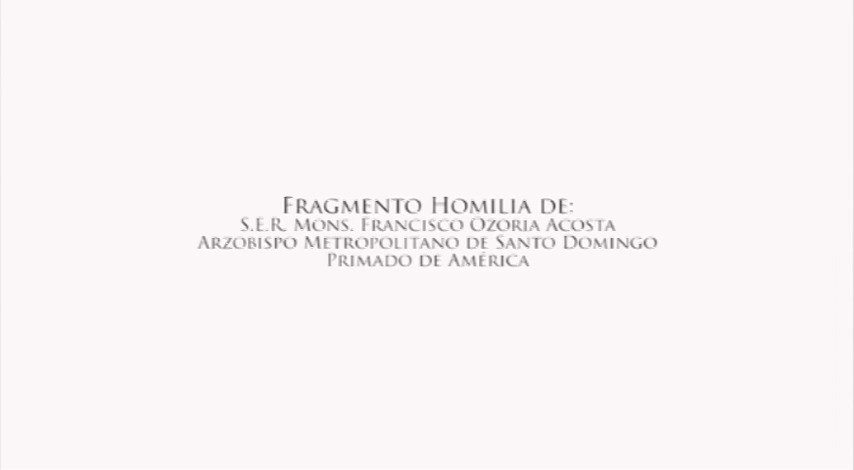 FRAGMENTO HOMILIA DE:
S.E.R. MONS. FRANCISCO OZORIA ACOSTA
ARZOBISPO METROPOLITANO DE SANTO DOMINGO
PRIMADO DE AMÉRICA